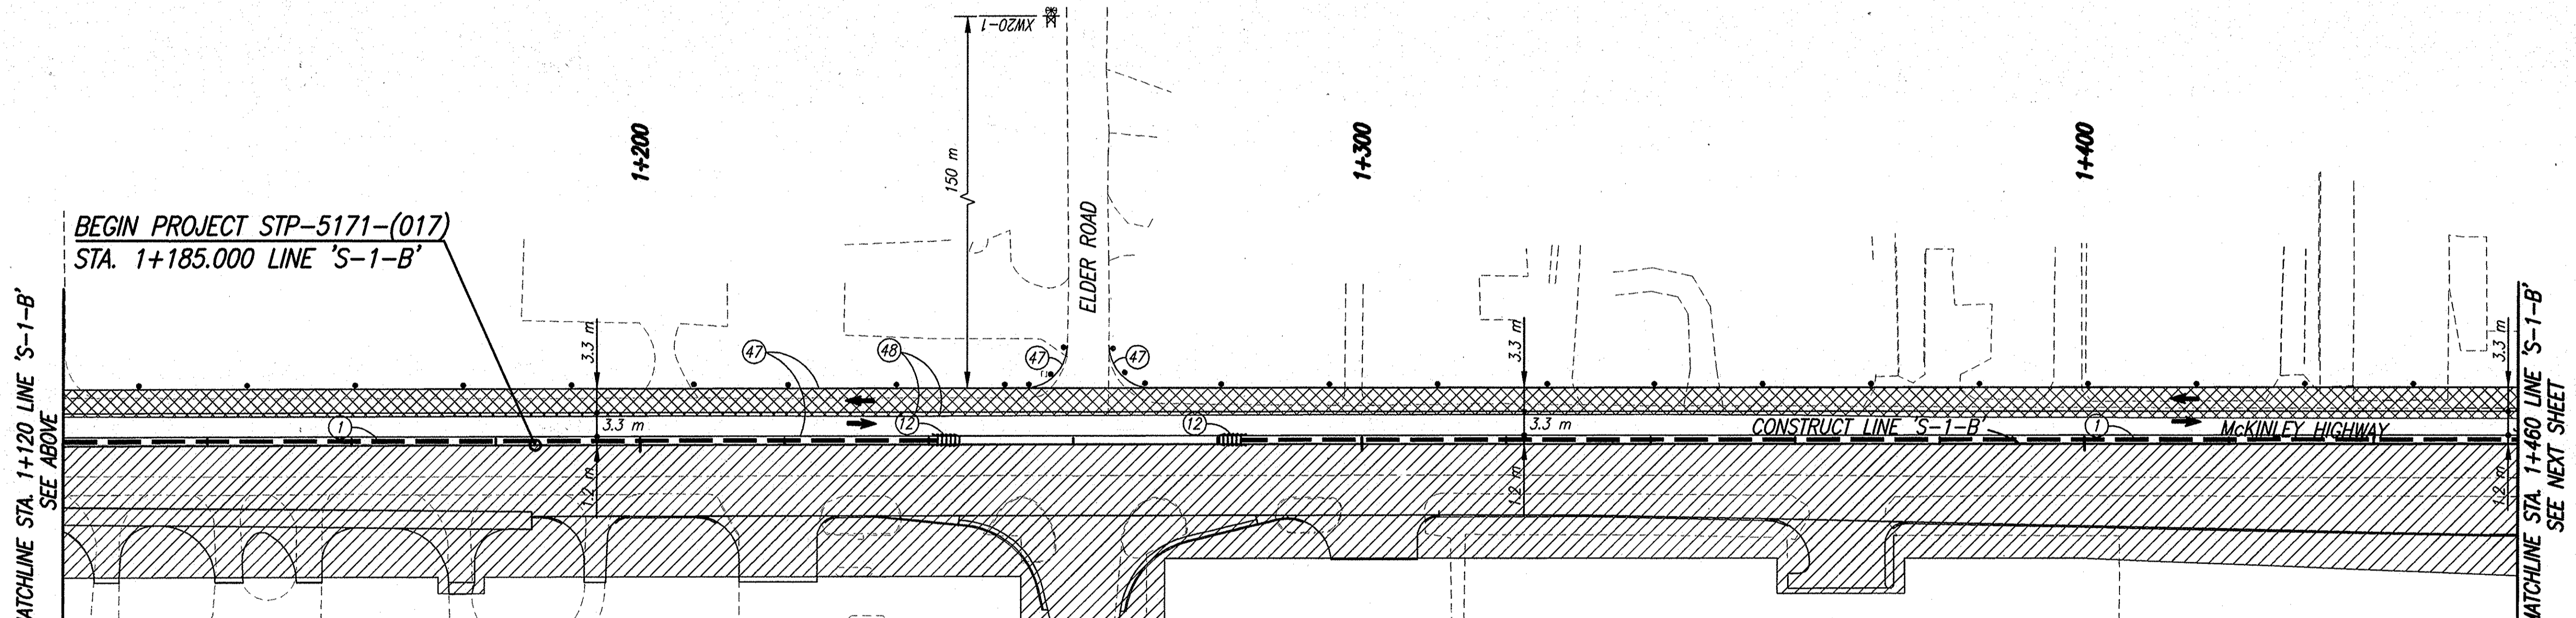 XW20-1
1+200
1+300
1+400
150 m
ELDER ROAD
BEGIN PROJECT STP-5171-(017)
STA. 1+185.000 LINE 'S-1-B'
MATCHLINE STA. 1+120 LINE 'S-1-B'
SEE ABOVE
3.3 m
47
48
47
47
3.3 m
3.3 m
1
3.3 m
12
12
3.3 m
CONSTRUCT LINE 'S-1-B'
1
McKINLEY HIGHWAY
1.2 m
1.2 m
1.2 m
MATCHLINE STA. 1+460 LINE 'S-1-B'
SEE NEXT SHEET